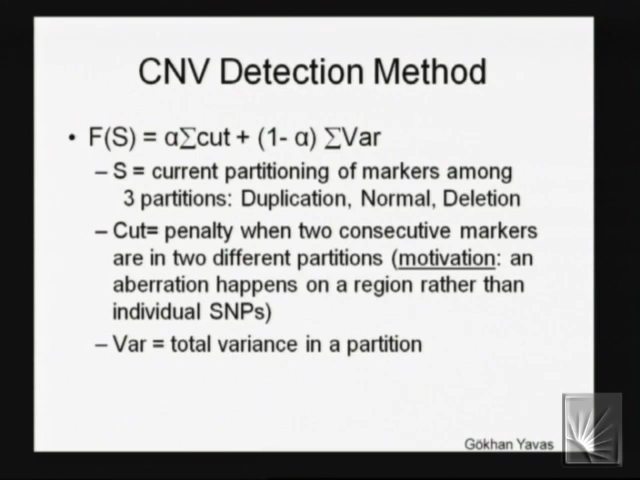 CNV Detection Method
• F(S) = α∑cut + (1- α) ∑Var
– S = current partitioning of markers among
3 partitions: Duplication, Normal, Deletion
– Cut= penalty when two consecutive markers
are in two different partitions (motivation: an
aberration happens on a region rather than
individual SNPs)
– Var = total variance in a partition
Gökhan Yavas